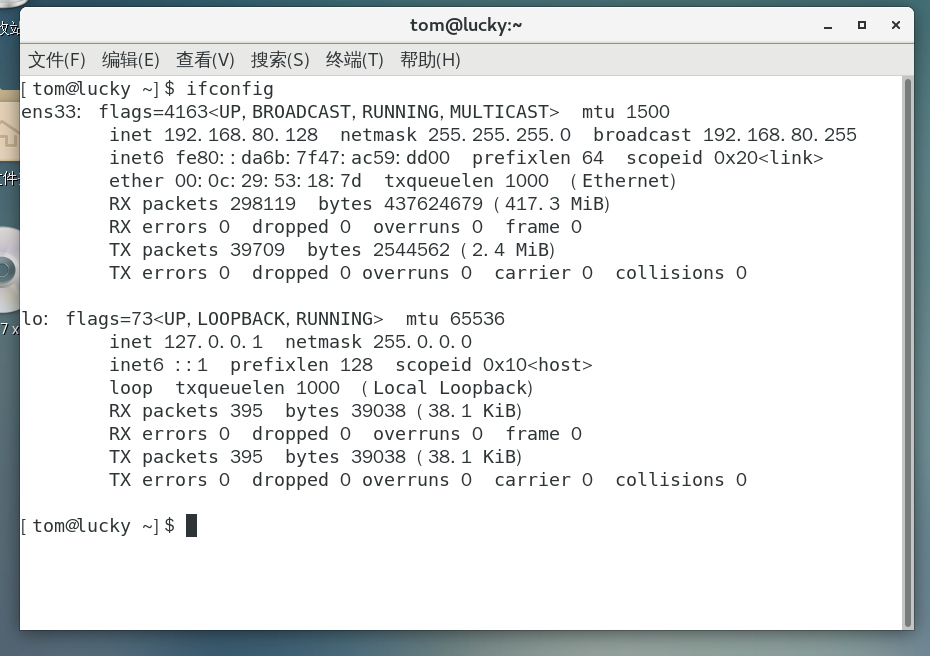 tom@lucky:~
文件(F) 编辑(E) 查看(V) 搜索(S) 终端(T) 帮助(H)
[tom@lucky ~]$ ifconfig
ens33: flags=4163<UP,BROADCAST,RUNNING,MULTICAST>  mtu 1500
        inet 192.168.80.128  netmask 255.255.255.0  broadcast 192.168.80.255
        inet6 fe80::da6b:7f47:ac59:dd00  prefixlen 64  scopeid 0x20<link>
        ether 00:0c:29:53:18:7d  txqueuelen 1000  (Ethernet)
        RX packets 298119  bytes 437624679 (417.3 MiB)
        RX errors 0  dropped 0  overruns 0  frame 0
        TX packets 39709  bytes 2544562 (2.4 MiB)
        TX errors 0  dropped 0 overruns 0  carrier 0  collisions 0

lo: flags=73<UP,LOOPBACK,RUNNING>  mtu 65536
        inet 127.0.0.1  netmask 255.0.0.0
        inet6 ::1  prefixlen 128  scopeid 0x10<host>
        loop  txqueuelen 1000  (Local Loopback)
        RX packets 395  bytes 39038 (38.1 KiB)
        RX errors 0  dropped 0  overruns 0  frame 0
        TX packets 395  bytes 39038 (38.1 KiB)
        TX errors 0  dropped 0 overruns 0  carrier 0  collisions 0

[tom@lucky ~]$
7 x